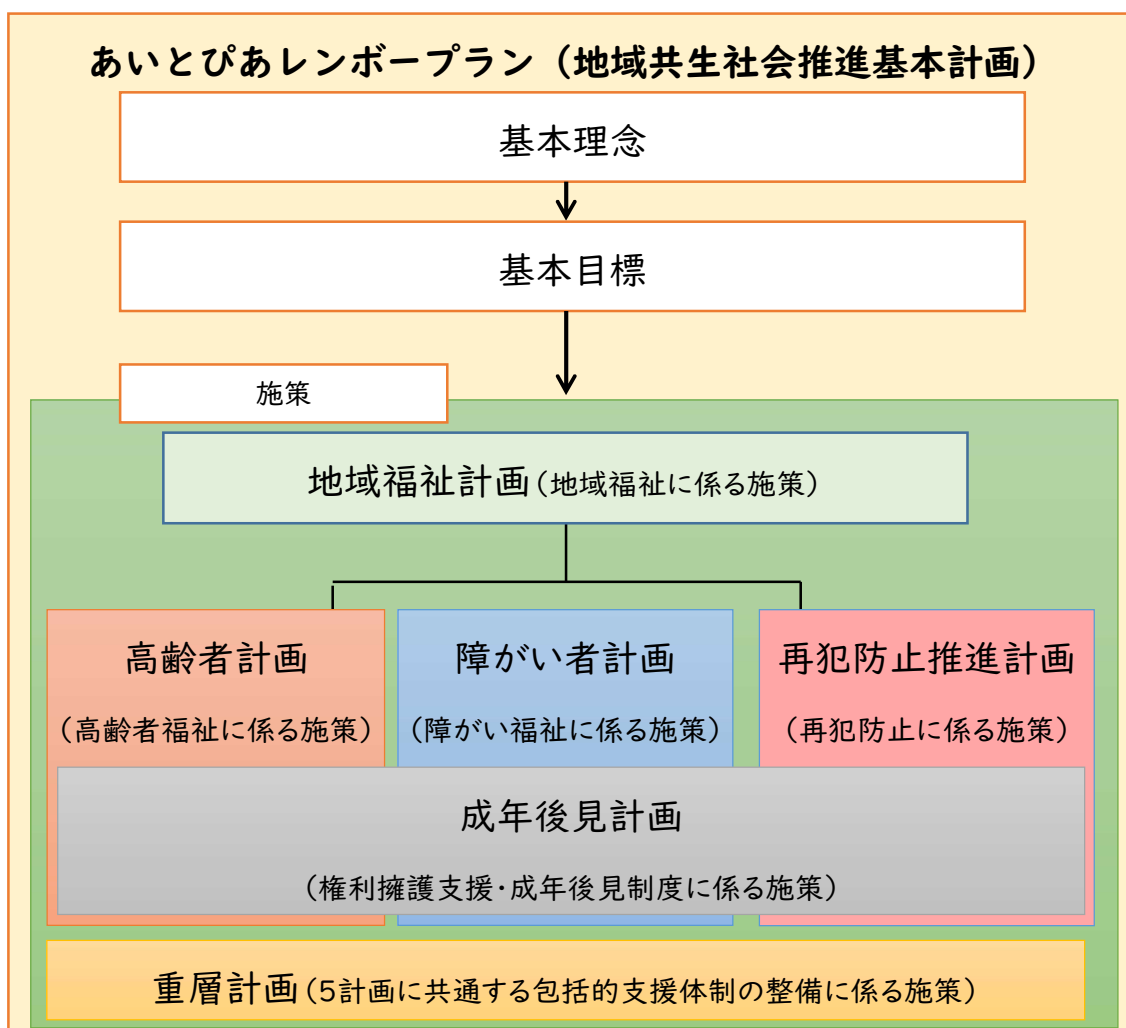 あいとぴあレンボープラン（地域共生社会推進基本計画）
基本理念
基本目標
施策
地域福祉計画（地域福祉に係る施策）
高齢者計画
（高齢者福祉に係る施策）
障がい者計画
（障がい福祉に係る施策）
再犯防止推進計画
（再犯防止に係る施策）
成年後見計画
（権利擁護支援・成年後見制度に係る施策）
重層計画（5計画に共通する包括的支援体制の整備に係る施策）